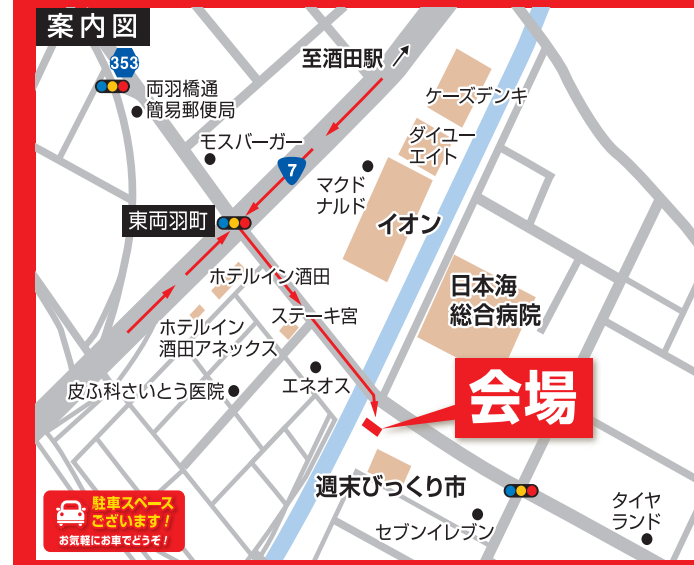 案内図
353
両羽橋通
簡易郵便局
至酒田駅
ケーズデンキ
モスバーガー
ダイユー
エイト
7
マクド
ナルド
東両羽町
イオン
ホテルイン酒田
日本海
総合病院
ステーキ宮
ホテルイン
酒田アネックス
エネオス
皮ふ科さいとう医院
会場
週末びっくり市
駐車スペース
ございます!
お気軽にお車でどうぞ!
セブンイレブン
タイヤ
ランド